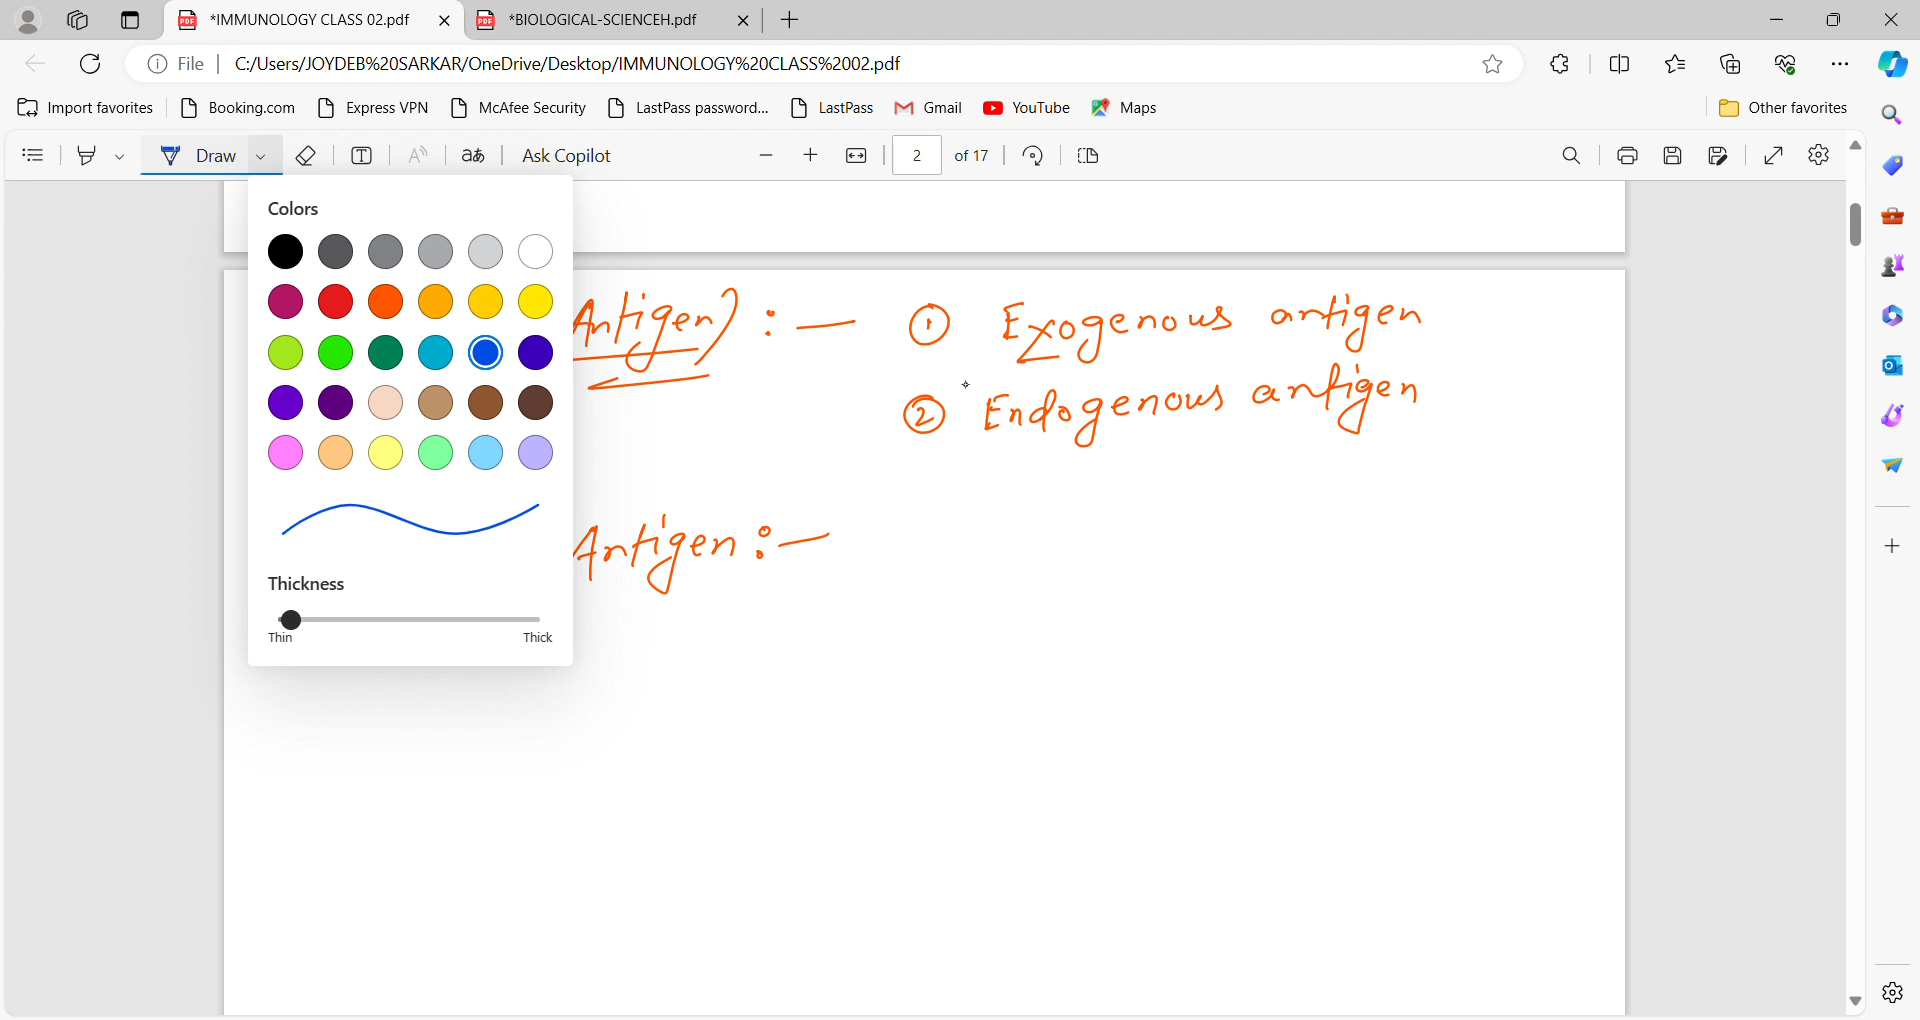 *IMMUNOLOGY CLASS 02.pdf
*BIOLOGICAL-SCIENCEH.pdf
File
C:/Users/JOYDEB%20SARKAR/OneDrive/Desktop/IMMUNOLOGY%20CLASS%2002.pdf
Import favorites Booking.com Express VPN McAfee Security LastPass password... LastPass Gmail YouTube Maps Other favorites
Draw Ask Copilot 2 of 17
Colors
Antigen) :— ① Exogenous antigen
② Endogenous antigen
Antigen :—
Thickness
Thin Thick